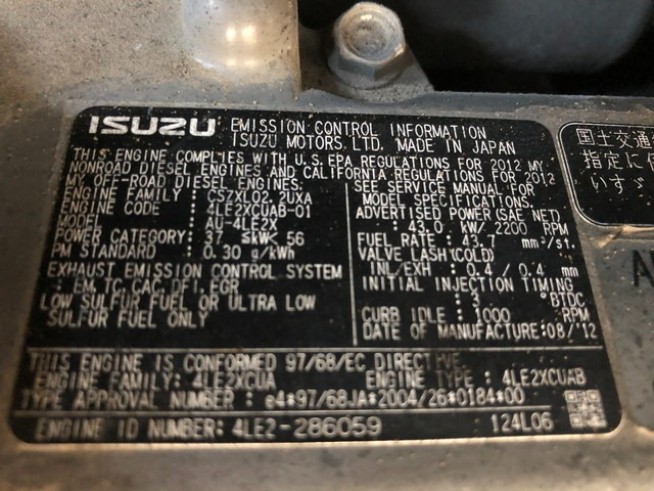 ISUZU EMISSION CONTROL INFORMATION
ISUZU MOTORS LTD. MADE IN JAPAN
THIS ENGINE COMPLIES WITH U.S.EPA REGULATIONS FOR 2012 MY
NONROAD DIESEL ENGINES AND CALIFORNIA REGULATIONS FOR 2012
MY OFF-ROAD DIESEL ENGINES.
ENGINE FAMILY : CSZXL02.2UXA
ENGINE CODE : 4LE2XCUAB-01
MODEL : AU-4LE2X
POWER CATEGORY: 37 ≦kW< 56
PM STANDARD : 0.30 g/kWh
EXHAUST EMISSION CONTROL SYSTEM
: EM,TC,CAC,DFI,EGR
LOW SULFUR FUEL OR ULTRA LOW
SULFUR FUEL ONLY
SEE SERVICE MANUAL FOR
MODEL SPECIFICATIONS.
ADVERTISED POWER(SAE NET)
: 43.0 kW/ 2200 RPM
FUEL RATE : 43.7 mm³/st.
VALVE LASH(COLD)
INL/EXH : 0.4 / 0.4 mm
INITIAL INJECTION TIMING
: 3 °BTDC
CURB IDLE : 1000 RPM
DATE OF MANUFACTURE:08/'12
THIS ENGINE IS CONFORMED 97/68/EC DIRECTIVE
ENGINE FAMILY: 4LE2XCUA ENGINE TYPE : 4LE2XCUAB
TYPE APPROVAL NUMBER: e4*97/68JA*2004/26*0184*00
ENGINE ID NUMBER: 4LE2-286059 124L06
国土交通
指定に
いすゞ